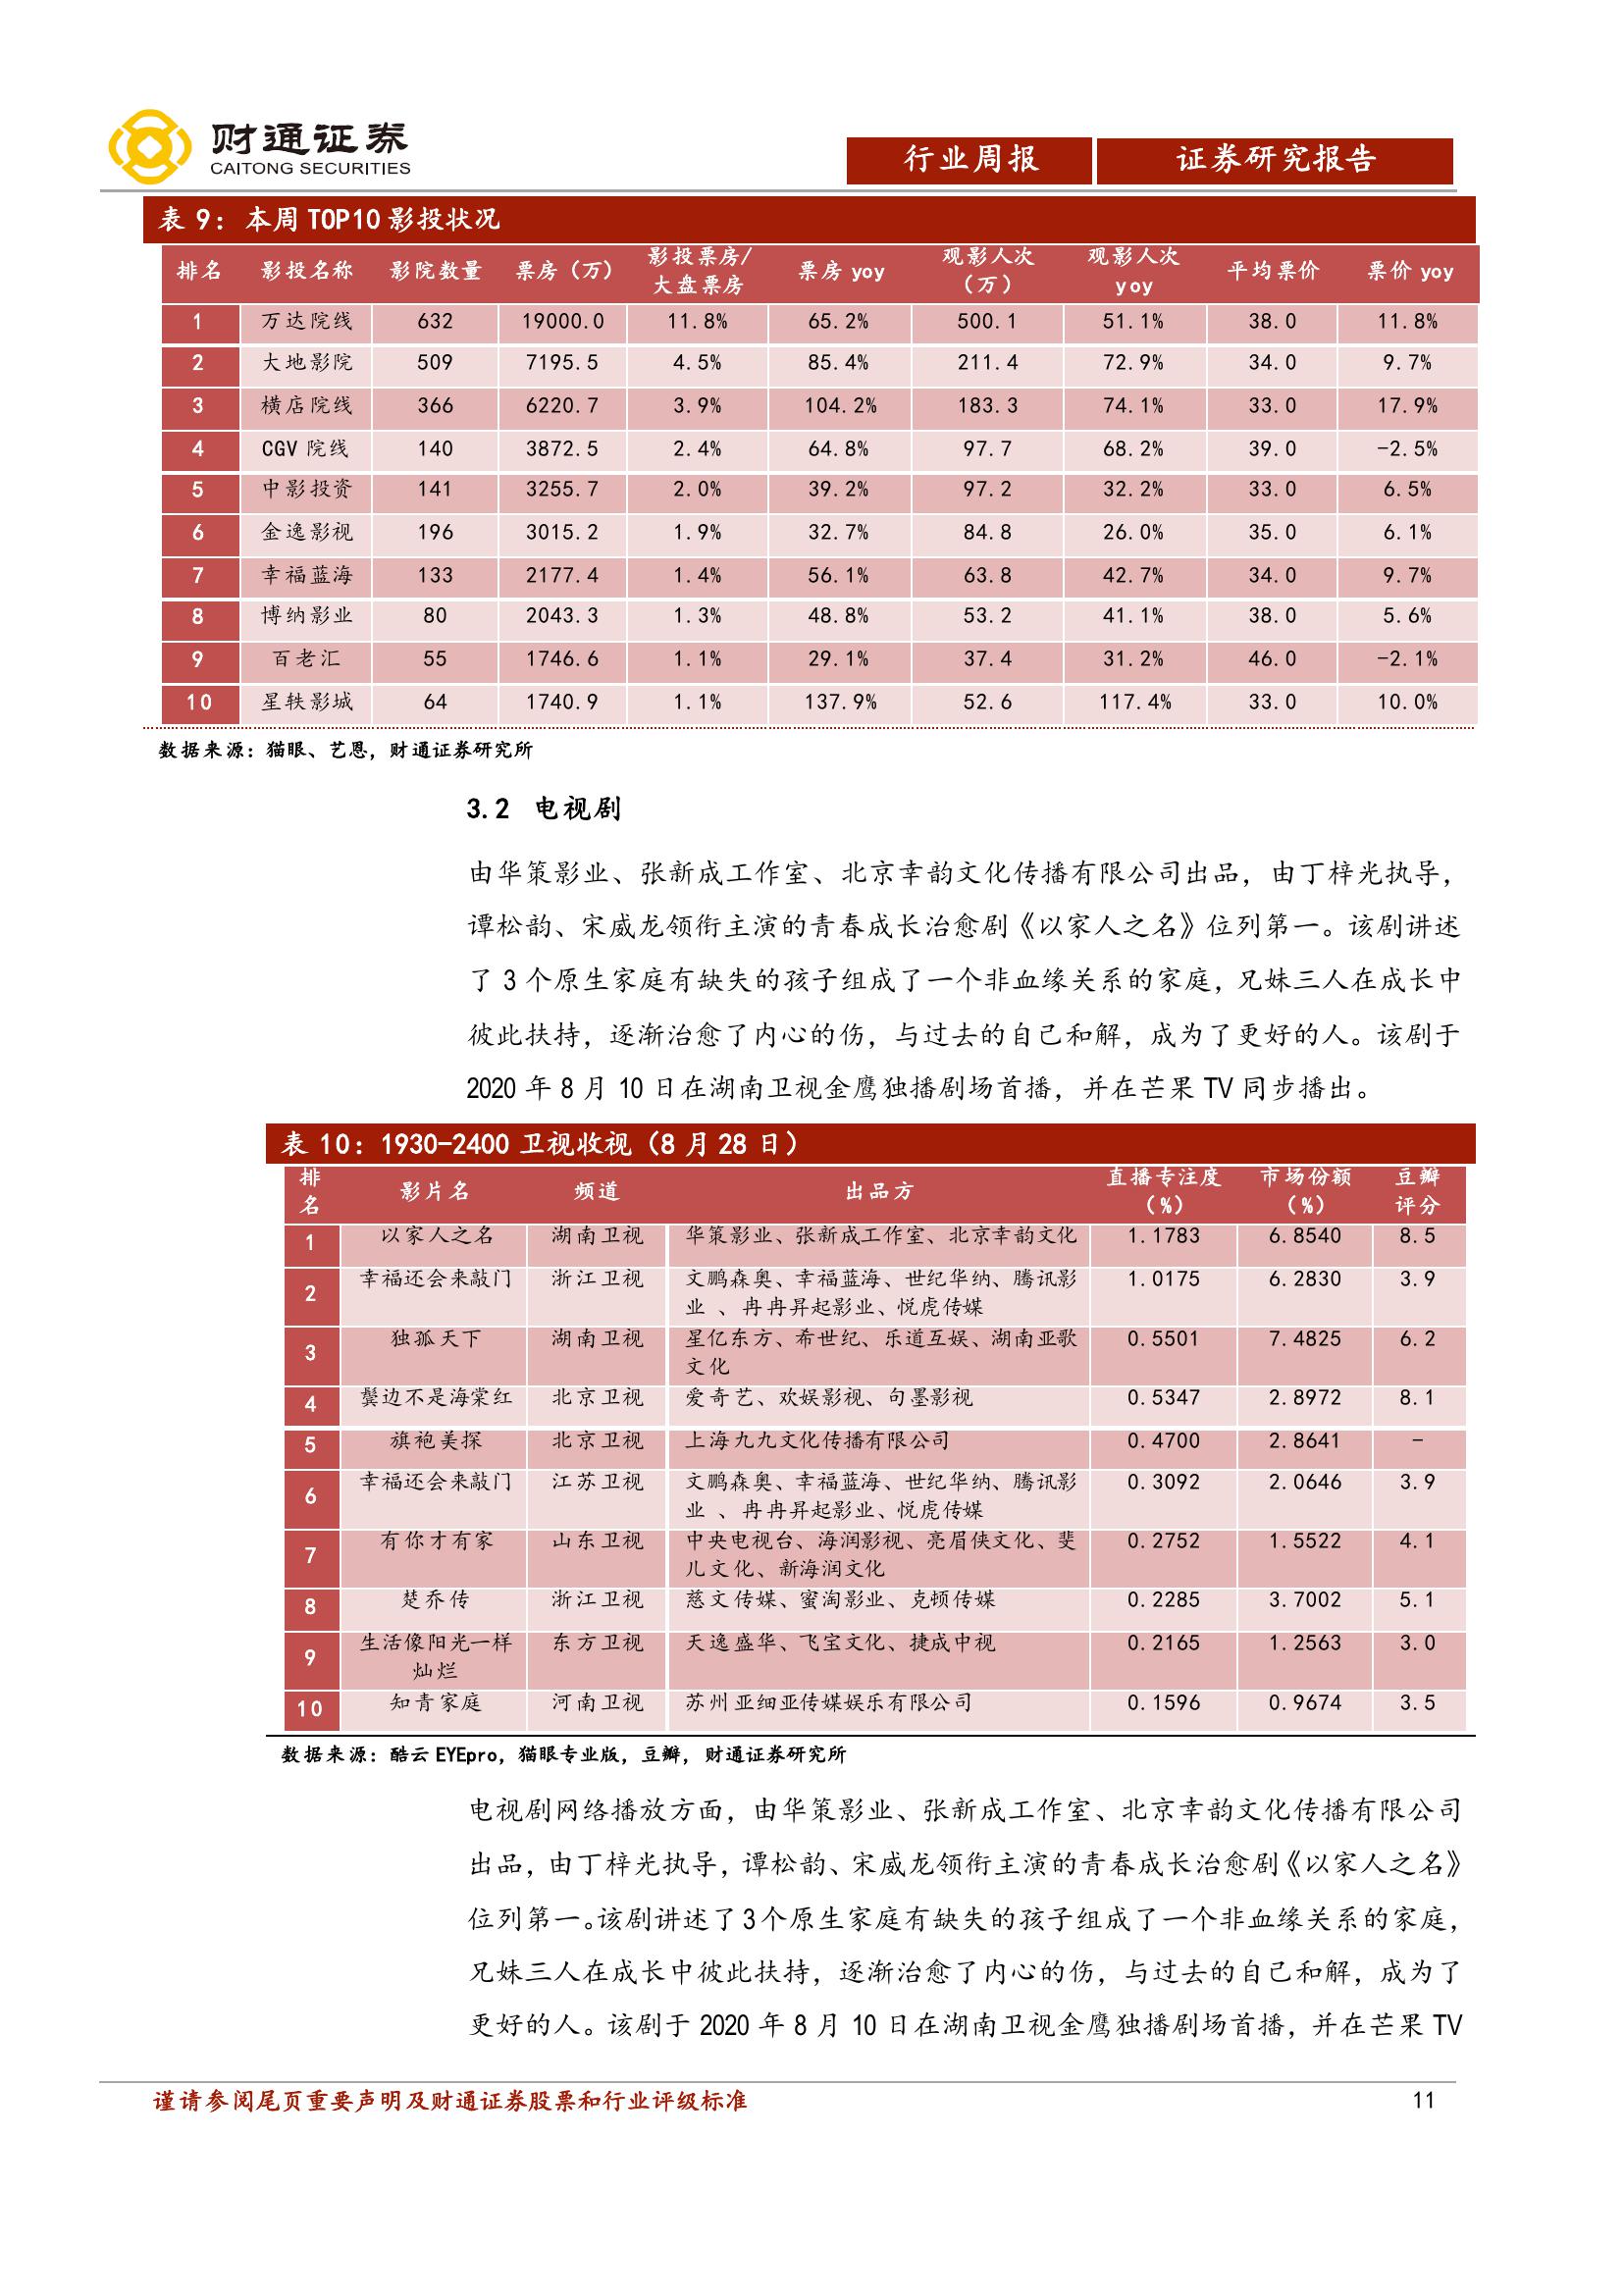 财通证券
CAITONG SECURITIES
行业周报 证券研究报告
表 9：本周 TOP10 影投状况
排名 影投名称 影院数量 票房（万） 影投票房/大盘票房 票房 yoy 观影人次（万） 观影人次 yoy 平均票价 票价 yoy
1 万达院线 632 19000.0 11.8% 65.2% 500.1 51.1% 38.0 11.8%
2 大地影院 509 7195.5 4.5% 85.4% 211.4 72.9% 34.0 9.7%
3 横店院线 366 6220.7 3.9% 104.2% 183.3 74.1% 33.0 17.9%
4 CGV 院线 140 3872.5 2.4% 64.8% 97.7 68.2% 39.0 -2.5%
5 中影投资 141 3255.7 2.0% 39.2% 97.2 32.2% 33.0 6.5%
6 金逸影视 196 3015.2 1.9% 32.7% 84.8 26.0% 35.0 6.1%
7 幸福蓝海 133 2177.4 1.4% 56.1% 63.8 42.7% 34.0 9.7%
8 博纳影业 80 2043.3 1.3% 48.8% 53.2 41.1% 38.0 5.6%
9 百老汇 55 1746.6 1.1% 29.1% 37.4 31.2% 46.0 -2.1%
10 星轶影城 64 1740.9 1.1% 137.9% 52.6 117.4% 33.0 10.0%
数据来源：猫眼、艺恩，财通证券研究所
3.2 电视剧
由华策影业、张新成工作室、北京幸韵文化传播有限公司出品，由丁梓光执导，
谭松韵、宋威龙领衔主演的青春成长治愈剧《以家人之名》位列第一。该剧讲述
了 3 个原生家庭有缺失的孩子组成了一个非血缘关系的家庭，兄妹三人在成长中
彼此扶持，逐渐治愈了内心的伤，与过去的自己和解，成为了更好的人。该剧于
2020 年 8 月 10 日在湖南卫视金鹰独播剧场首播，并在芒果 TV 同步播出。
表 10：1930-2400 卫视收视（8 月 28 日）
排名 影片名 频道 出品方 直播专注度（%） 市场份额（%） 豆瓣评分
1 以家人之名 湖南卫视 华策影业、张新成工作室、北京幸韵文化 1.1783 6.8540 8.5
2 幸福还会来敲门 浙江卫视 文鹏森奥、幸福蓝海、世纪华纳、腾讯影业 、冉冉昇起影业、悦虎传媒 1.0175 6.2830 3.9
3 独孤天下 湖南卫视 星亿东方、希世纪、乐道互娱、湖南亚歌文化 0.5501 7.4825 6.2
4 鬓边不是海棠红 北京卫视 爱奇艺、欢娱影视、句墨影视 0.5347 2.8972 8.1
5 旗袍美探 北京卫视 上海九九文化传播有限公司 0.4700 2.8641 -
6 幸福还会来敲门 江苏卫视 文鹏森奥、幸福蓝海、世纪华纳、腾讯影业 、冉冉昇起影业、悦虎传媒 0.3092 2.0646 3.9
7 有你才有家 山东卫视 中央电视台、海润影视、亮眉侠文化、斐儿文化、新海润文化 0.2752 1.5522 4.1
8 楚乔传 浙江卫视 慈文传媒、蜜淘影业、克顿传媒 0.2285 3.7002 5.1
9 生活像阳光一样灿烂 东方卫视 天逸盛华、飞宝文化、捷成中视 0.2165 1.2563 3.0
10 知青家庭 河南卫视 苏州亚细亚传媒娱乐有限公司 0.1596 0.9674 3.5
数据来源：酷云 EYEpro，猫眼专业版，豆瓣，财通证券研究所
电视剧网络播放方面，由华策影业、张新成工作室、北京幸韵文化传播有限公司
出品，由丁梓光执导，谭松韵、宋威龙领衔主演的青春成长治愈剧《以家人之名》
位列第一。该剧讲述了 3 个原生家庭有缺失的孩子组成了一个非血缘关系的家庭，
兄妹三人在成长中彼此扶持，逐渐治愈了内心的伤，与过去的自己和解，成为了
更好的人。该剧于 2020 年 8 月 10 日在湖南卫视金鹰独播剧场首播，并在芒果 TV
谨请参阅尾页重要声明及财通证券股票和行业评级标准 11